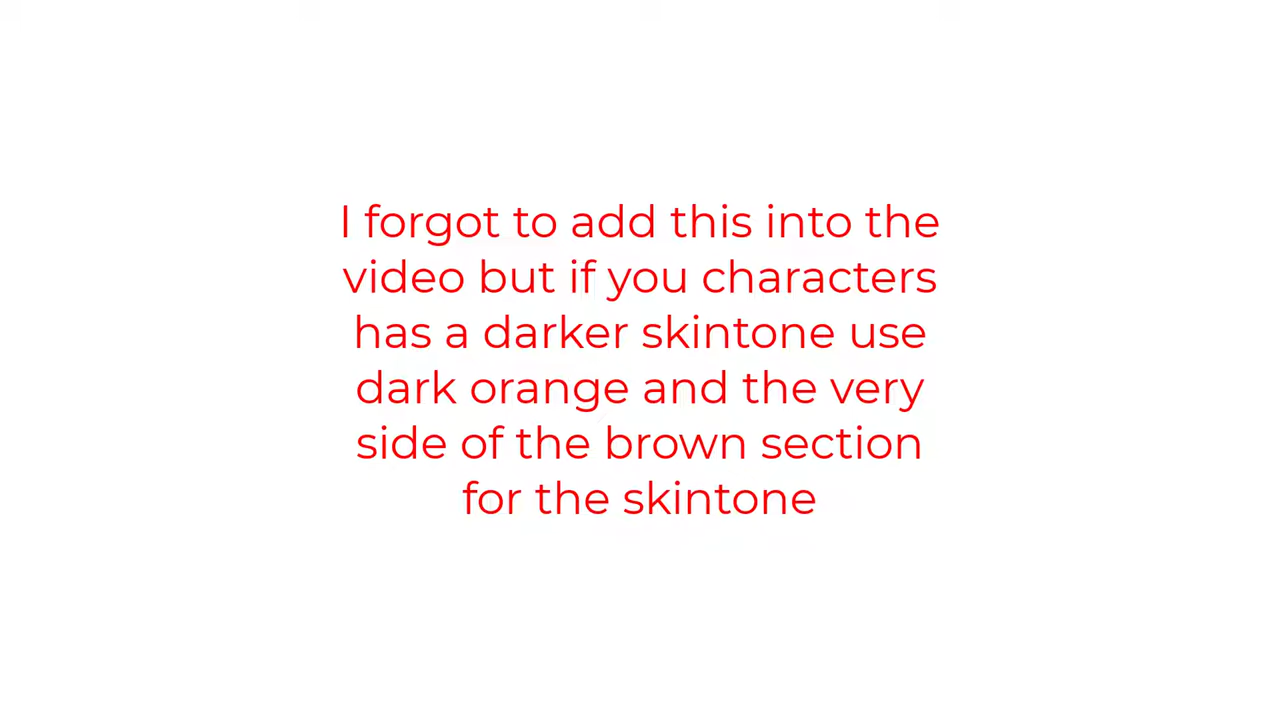 I forgot to add this into the
video but if you characters
has a darker skintone use
dark orange and the very
side of the brown section
for the skintone